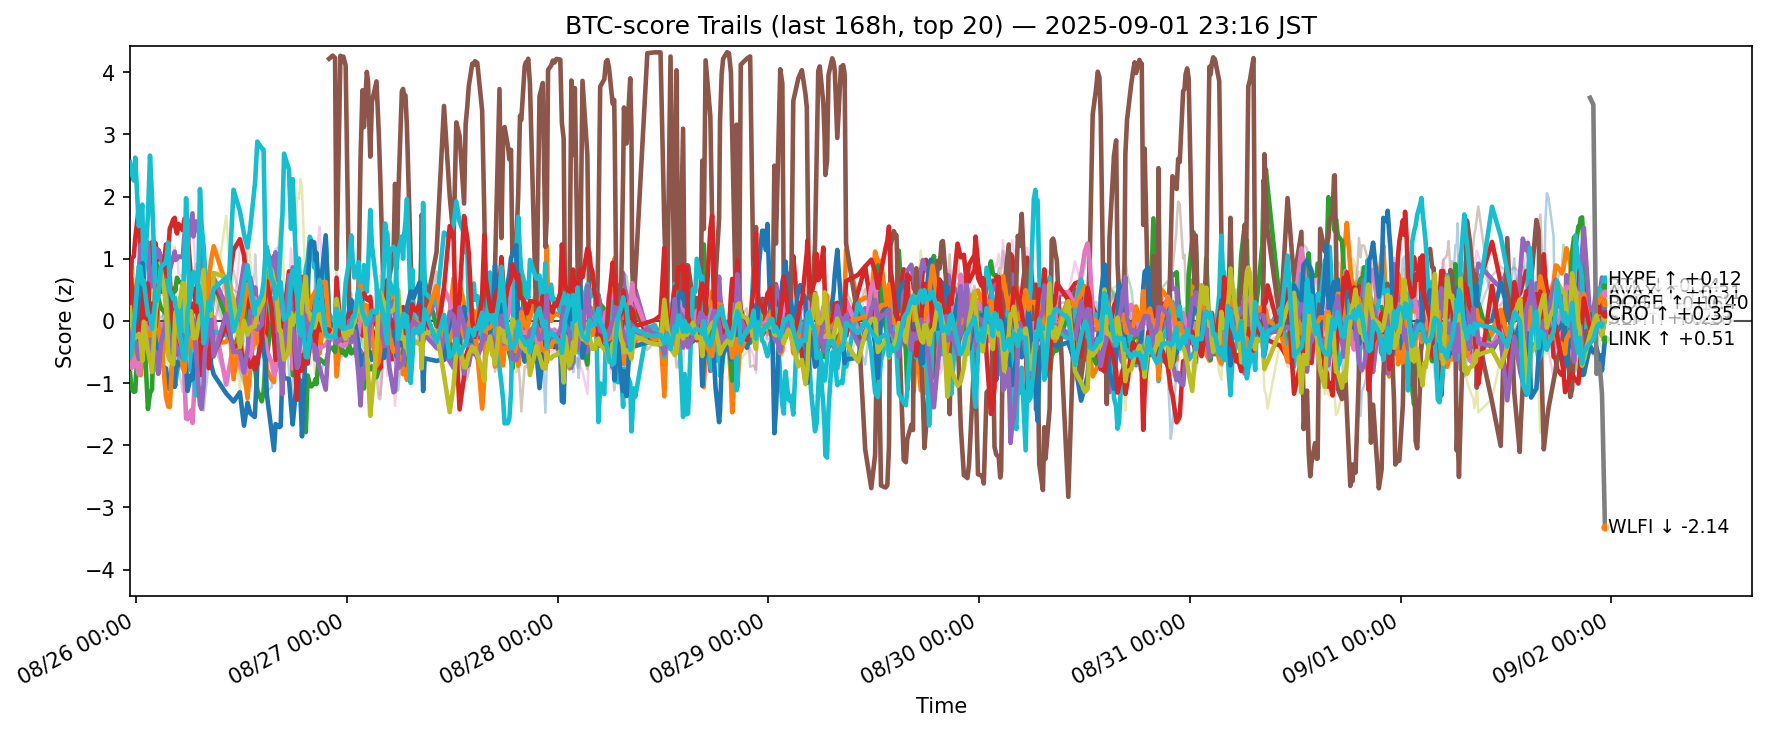 BTC-score Trails (last 168h, top 20) — 2025-09-01 23:16 JST
Score (z)
4
3
2
1
0
−1
−2
−3
−4
HYPE ↑ +0.12
DOGE ↑ +0.40
CRO ↑ +0.35
LINK ↑ +0.51
WLFI ↓ -2.14
08/26 00:00
08/27 00:00
08/28 00:00
08/29 00:00
08/30 00:00
08/31 00:00
09/01 00:00
09/02 00:00
Time